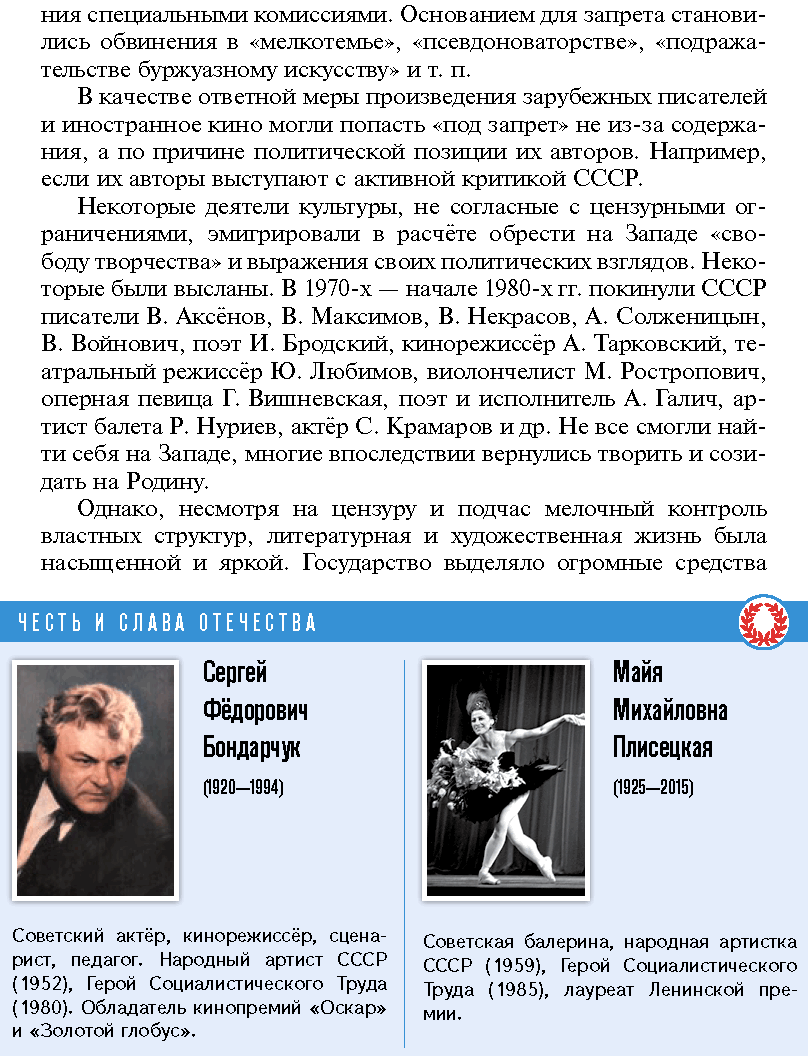 ния специальными комиссиями. Основанием для запрета станови-
лись обвинения в «мелкотемье», «псевдоноваторстве», «подража-
тельстве буржуазному искусству» и т. п.
В качестве ответной меры произведения зарубежных писателей
и иностранное кино могли попасть «под запрет» не из-за содержа-
ния, а по причине политической позиции их авторов. Например,
если их авторы выступают с активной критикой СССР.
Некоторые деятели культуры, не согласные с цензурными ог-
раничениями, эмигрировали в расчёте обрести на Западе «сво-
боду творчества» и выражения своих политических взглядов. Неко-
торые были высланы. В 1970-х — начале 1980-х гг. покинули СССР
писатели В. Аксёнов, В. Максимов, В. Некрасов, А. Солженицын,
В. Войнович, поэт И. Бродский, кинорежиссёр А. Тарковский, те-
атральный режиссёр Ю. Любимов, виолончелист М. Ростропович,
оперная певица Г. Вишневская, поэт и исполнитель А. Галич, ар-
тист балета Р. Нуриев, актёр С. Крамаров и др. Не все смогли най-
ти себя на Западе, многие впоследствии вернулись творить и сози-
дать на Родину.
Однако, несмотря на цензуру и подчас мелочный контроль
властных структур, литературная и художественная жизнь была
насыщенной и яркой. Государство выделяло огромные средства
ЧЕСТЬ И СЛАВА ОТЕЧЕСТВА
Сергей
Фёдорович
Бондарчук
(1920—1994)
Советский актёр, кинорежиссёр, сцена-
рист, педагог. Народный артист СССР
(1952), Герой Социалистического Труда
(1980). Обладатель кинопремий «Оскар»
и «Золотой глобус».
Майя
Михайловна
Плисецкая
(1925—2015)
Советская балерина, народная артистка
СССР (1959), Герой Социалистического
Труда (1985), лауреат Ленинской пре-
мии.